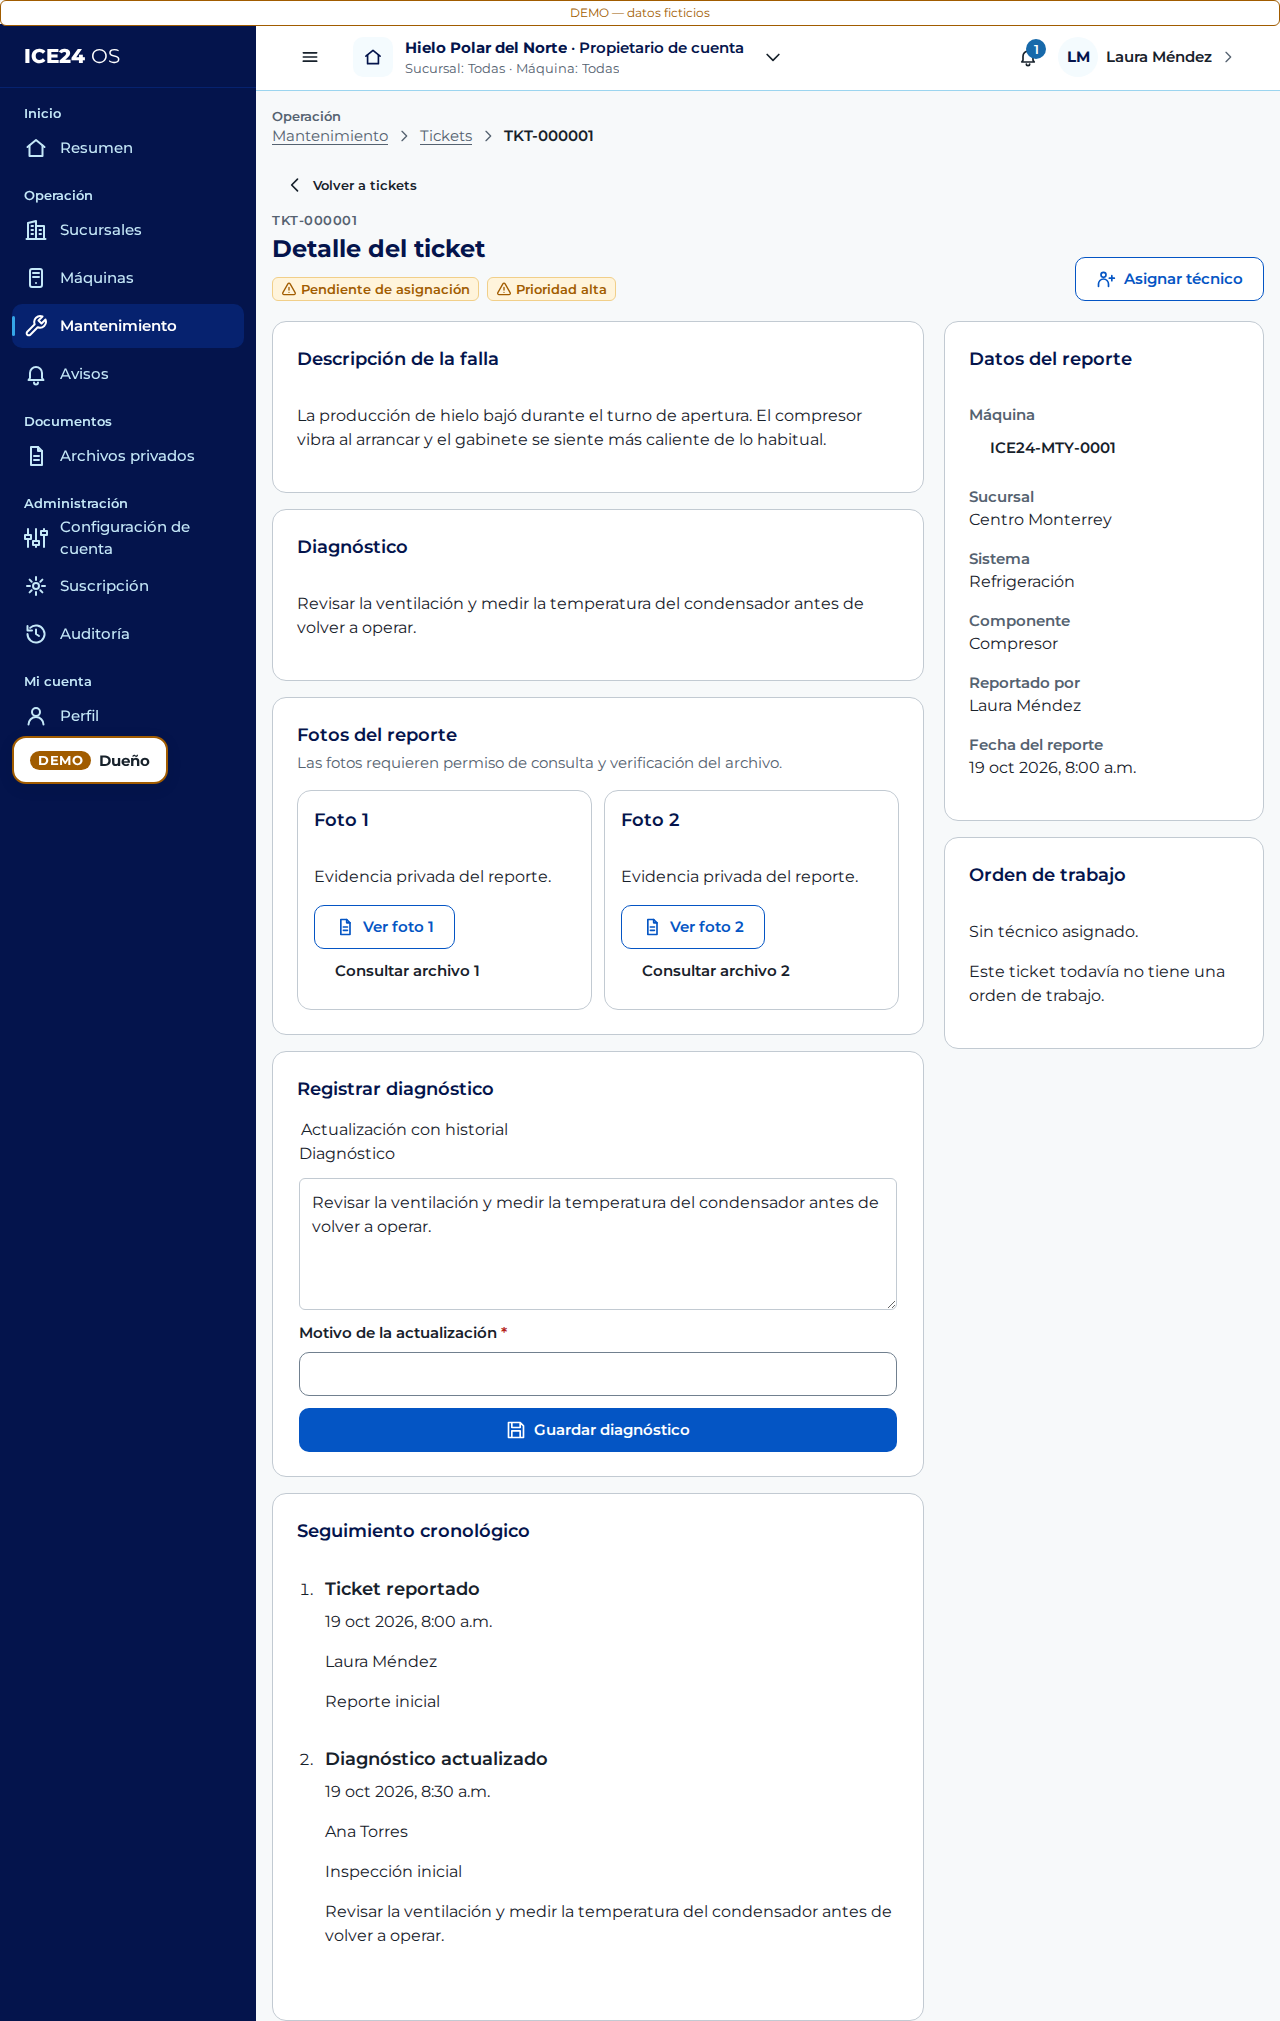 DEMO — datos ficticios
ICE24 OS
Inicio
Resumen
Operación
Sucursales
Máquinas
Mantenimiento
Avisos
Documentos
Archivos privados
Administración
Configuración de
cuenta
Suscripción
Auditoría
Mi cuenta
Perfil
DEMO Dueño
Hielo Polar del Norte · Propietario de cuenta
Sucursal: Todas · Máquina: Todas
1
LM Laura Méndez
Operación
Mantenimiento > Tickets > TKT-000001
Volver a tickets
TKT-000001
Detalle del ticket
Pendiente de asignación
Prioridad alta
Asignar técnico
Descripción de la falla
La producción de hielo bajó durante el turno de apertura. El compresor
vibra al arrancar y el gabinete se siente más caliente de lo habitual.
Diagnóstico
Revisar la ventilación y medir la temperatura del condensador antes de
volver a operar.
Fotos del reporte
Las fotos requieren permiso de consulta y verificación del archivo.
Foto 1
Evidencia privada del reporte.
Ver foto 1
Consultar archivo 1
Foto 2
Evidencia privada del reporte.
Ver foto 2
Consultar archivo 2
Registrar diagnóstico
Actualización con historial
Diagnóstico
Revisar la ventilación y medir la temperatura del condensador antes de
volver a operar.
Motivo de la actualización *
Guardar diagnóstico
Seguimiento cronológico
1. Ticket reportado
19 oct 2026, 8:00 a.m.
Laura Méndez
Reporte inicial
2. Diagnóstico actualizado
19 oct 2026, 8:30 a.m.
Ana Torres
Inspección inicial
Revisar la ventilación y medir la temperatura del condensador antes de
volver a operar.
Datos del reporte
Máquina
ICE24-MTY-0001
Sucursal
Centro Monterrey
Sistema
Refrigeración
Componente
Compresor
Reportado por
Laura Méndez
Fecha del reporte
19 oct 2026, 8:00 a.m.
Orden de trabajo
Sin técnico asignado.
Este ticket todavía no tiene una
orden de trabajo.